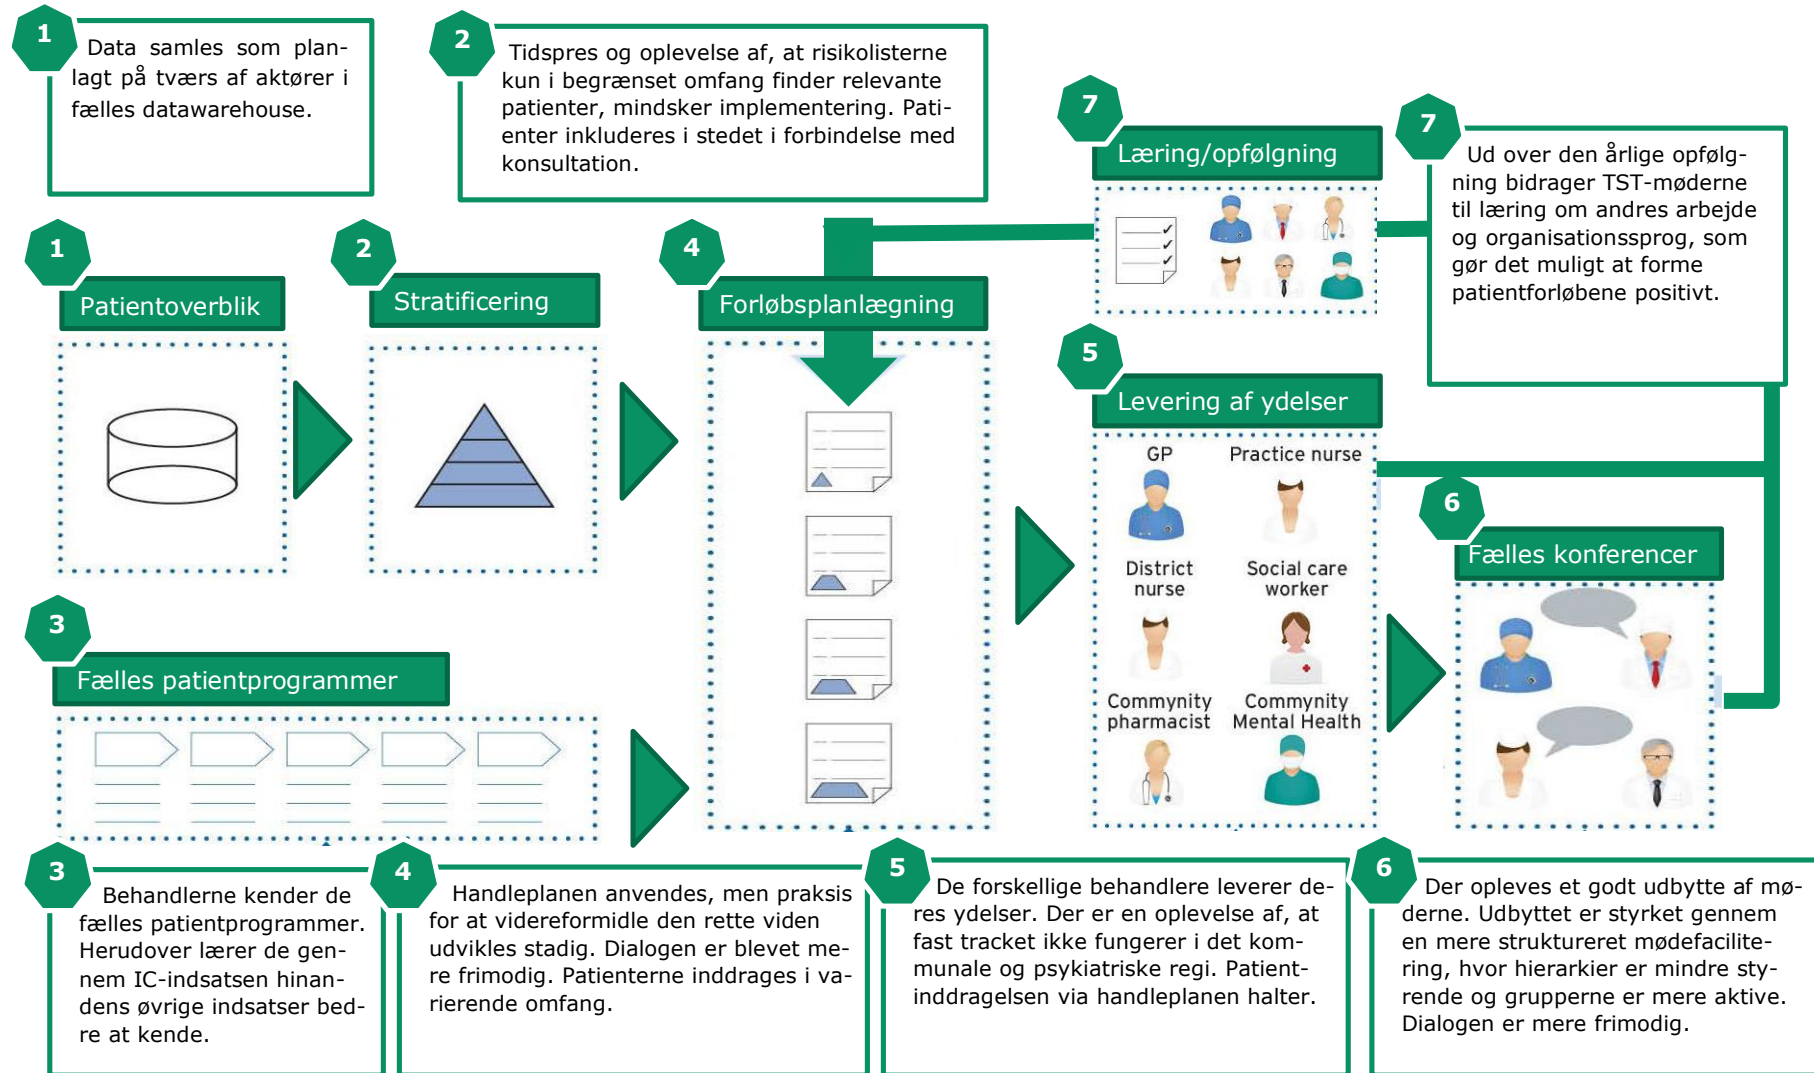 1
Data samles som plan-
lagt på tværs af aktører i
fælles datawarehouse.
2
Tidspres og oplevelse af, at risikolisterne
kun i begrænset omfang finder relevante
patienter, mindsker implementering. Pati-
enter inkluderes i stedet i forbindelse med
konsultation.
7
Læring/opfølgning
7
Ud over den årlige opfølg-
ning bidrager TST-møderne
til læring om andres arbejde
og organisationssprog, som
gør det muligt at forme
patientforløbene positivt.
1
Patientoverblik
2
Stratificering
4
Forløbsplanlægning
5
Levering af ydelser
GP
Practice nurse
District
nurse
Social care
worker
Commynity
pharmacist
Commynity
Mental Health
6
Fælles konferencer
3
Fælles patientprogrammer
3
Behandlerne kender de
fælles patientprogrammer.
Herudover lærer de gen-
nem IC-indsatsen hinan-
dens øvrige indsatser bed-
re at kende.
4
Handleplanen anvendes, men praksis
for at videreformidle den rette viden
udvikles stadig. Dialogen er blevet me-
re frimodig. Patienterne inddrages i va-
rierende omfang.
5
De forskellige behandlere leverer de-
res ydelser. Der er en oplevelse af, at
fast tracket ikke fungerer i det kom-
munale og psykiatriske regi. Patient-
inddragelsen via handleplanen halter.
6
Der opleves et godt udbytte af mø-
derne. Udbyttet er styrket gennem
en mere struktureret mødefacilite-
ring, hvor hierarkier er mindre sty-
rende og grupperne er mere aktive.
Dialogen er mere frimodig.